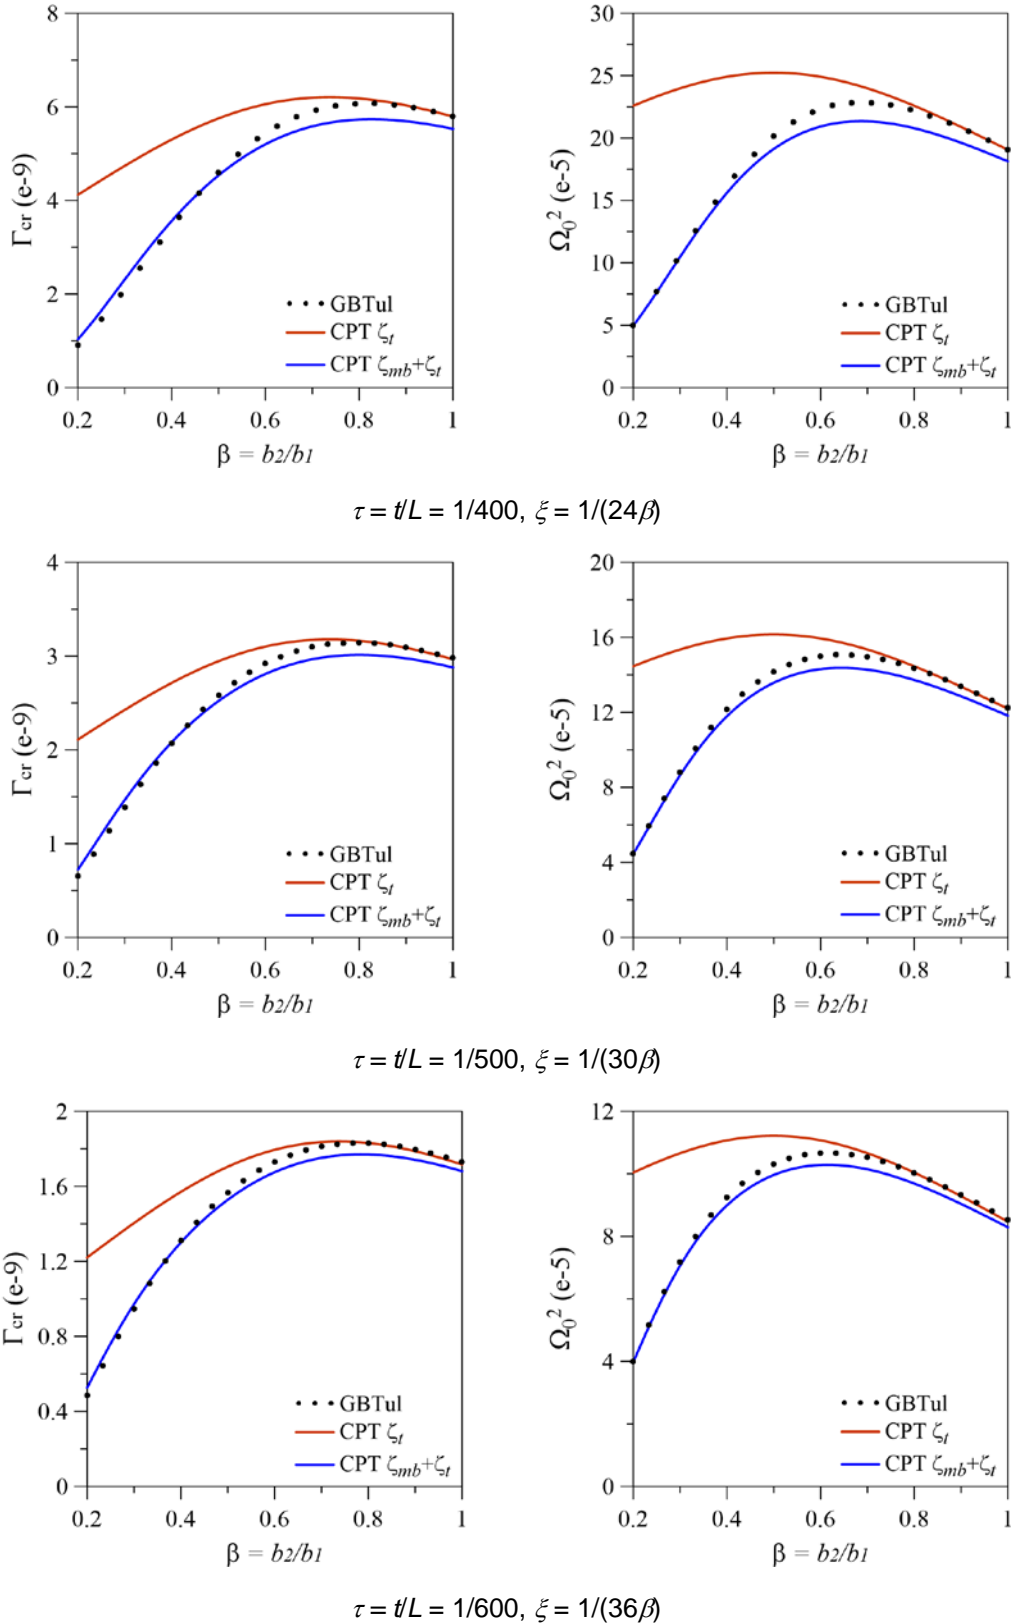 8
6
4
2
0
Γcr (e-9)
GBTul
CPT ζt
CPT ζmb+ζt
0.2 0.4 0.6 0.8 1
β = b2/b1
30
25
20
15
10
5
0
Ω0² (e-5)
GBTul
CPT ζt
CPT ζmb+ζt
0.2 0.4 0.6 0.8 1
β = b2/b1
τ = t/L = 1/400, ξ = 1/(24β)
4
3
2
1
0
Γcr (e-9)
GBTul
CPT ζt
CPT ζmb+ζt
0.2 0.4 0.6 0.8 1
β = b2/b1
20
16
12
8
4
0
Ω0² (e-5)
GBTul
CPT ζt
CPT ζmb+ζt
0.2 0.4 0.6 0.8 1
β = b2/b1
τ = t/L = 1/500, ξ = 1/(30β)
2
1.6
1.2
0.8
0.4
0
Γcr (e-9)
GBTul
CPT ζt
CPT ζmb+ζt
0.2 0.4 0.6 0.8 1
β = b2/b1
12
8
4
0
Ω0² (e-5)
GBTul
CPT ζt
CPT ζmb+ζt
0.2 0.4 0.6 0.8 1
β = b2/b1
τ = t/L = 1/600, ξ = 1/(36β)